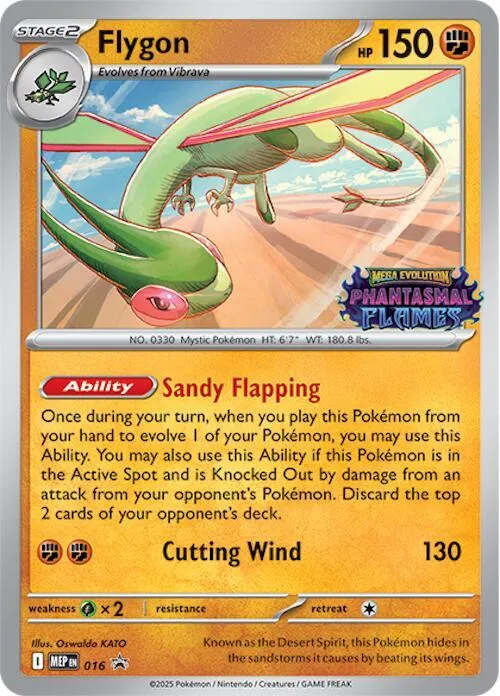 STAGE2
Flygon
HP 150
Evolves from Vibrava
MEGA EVOLUTION
PHANTASMAL
FLAMES
NO. 0330 Mystic Pokémon HT: 6'7" WT: 180.8 lbs.
Ability Sandy Flapping
Once during your turn, when you play this Pokémon from
your hand to evolve 1 of your Pokémon, you may use this
Ability. You may also use this Ability if this Pokémon is in
the Active Spot and is Knocked Out by damage from an
attack from your opponent's Pokémon. Discard the top
2 cards of your opponent's deck.
Cutting Wind 130
weakness ×2 resistance retreat
Illus. Oswaldo KATO
Known as the Desert Spirit, this Pokémon hides in
the sandstorms it causes by beating its wings.
I MEP EN 016
©2025 Pokémon / Nintendo / Creatures / GAME FREAK